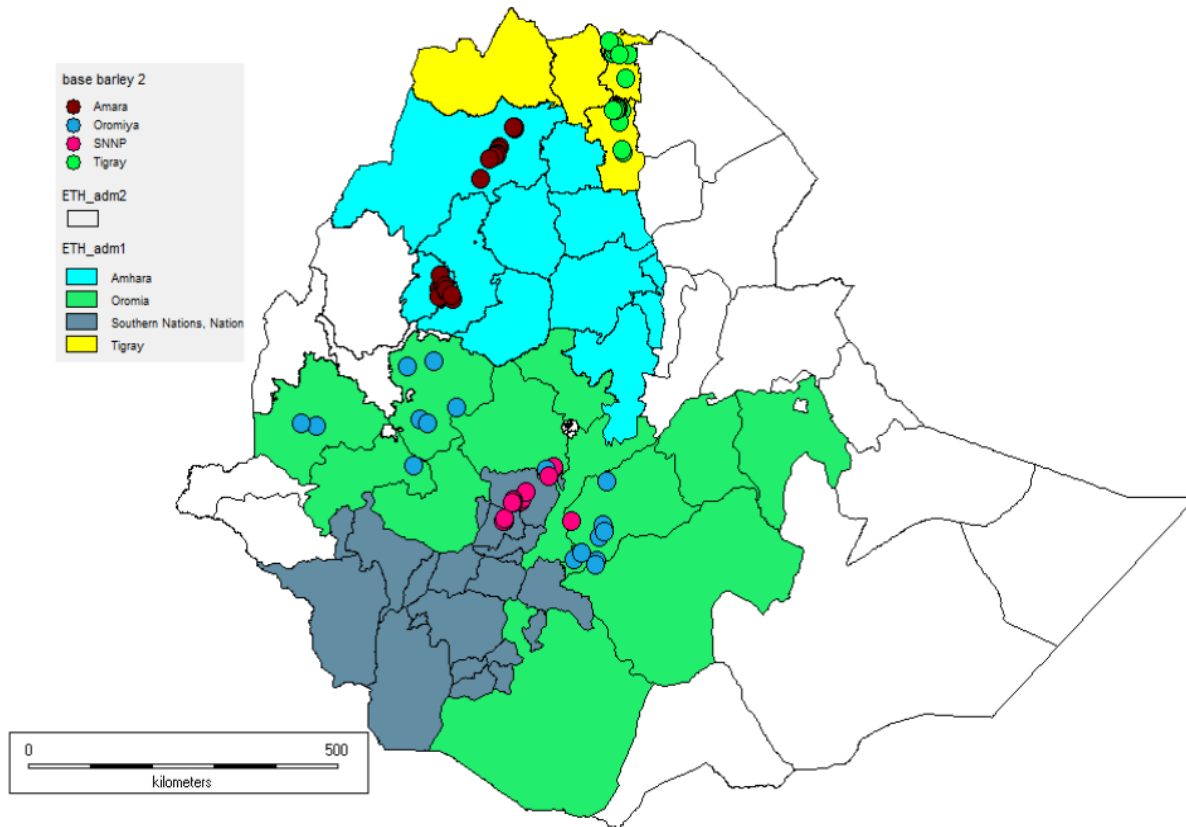 base barley 2
Amara
Oromiya
SNNP
Tigray
ETH_adm2
ETH_adm1
Amhara
Oromia
Southern Nations, Nation
Tigray
0 500
kilometers